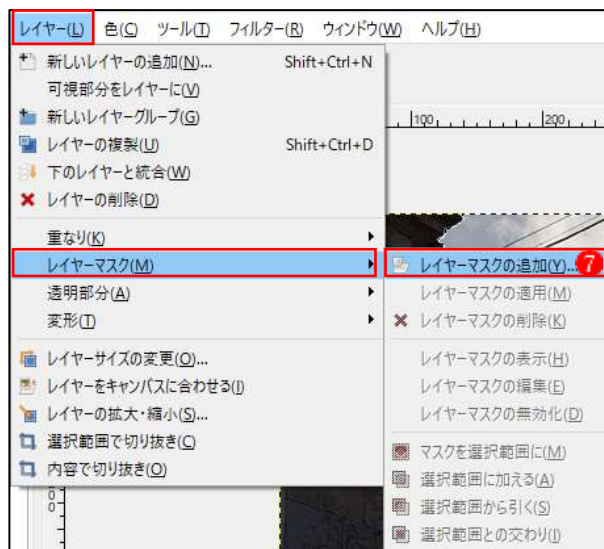 レイヤー(L) 色(C) ツール(T) フィルター(R) ウィンドウ(W) ヘルプ(H)
新しいレイヤーの追加(N)... Shift+Ctrl+N
可視部分をレイヤーに(V)
新しいレイヤーグループ(G)
レイヤーの複製(U) Shift+Ctrl+D
下のレイヤーと統合(W)
レイヤーの削除(D)
重なり(K)
レイヤーマスク(M)
透明部分(A)
変形(T)
レイヤーサイズの変更(O)...
レイヤーをキャンバスに合わせる(I)
レイヤーの拡大・縮小(S)...
選択範囲で切り抜き(C)
内容で切り抜き(O)
100 200
レイヤーマスクの追加(Y)... 7
レイヤーマスクの適用(M)
レイヤーマスクの削除(K)
レイヤーマスクの表示(H)
レイヤーマスクの編集(E)
レイヤーマスクの無効化(D)
マスクを選択範囲に(M)
選択範囲に加える(A)
選択範囲から引く(S)
選択範囲との交わり(I)